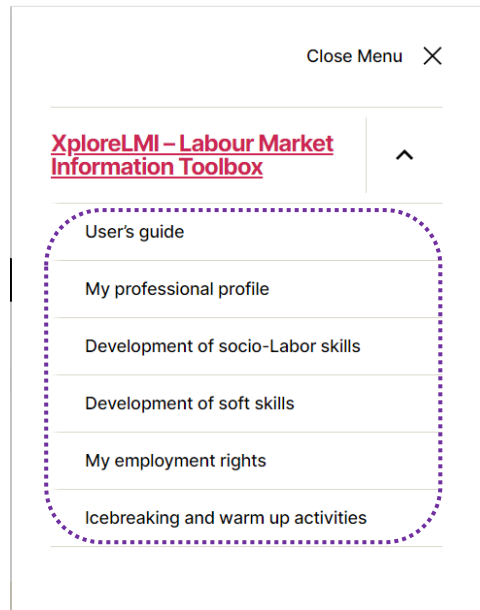 Close Menu
XploreLMI – Labour Market
Information Toolbox
User’s guide
My professional profile
Development of socio-Labor skills
Development of soft skills
My employment rights
Icebreaking and warm up activities